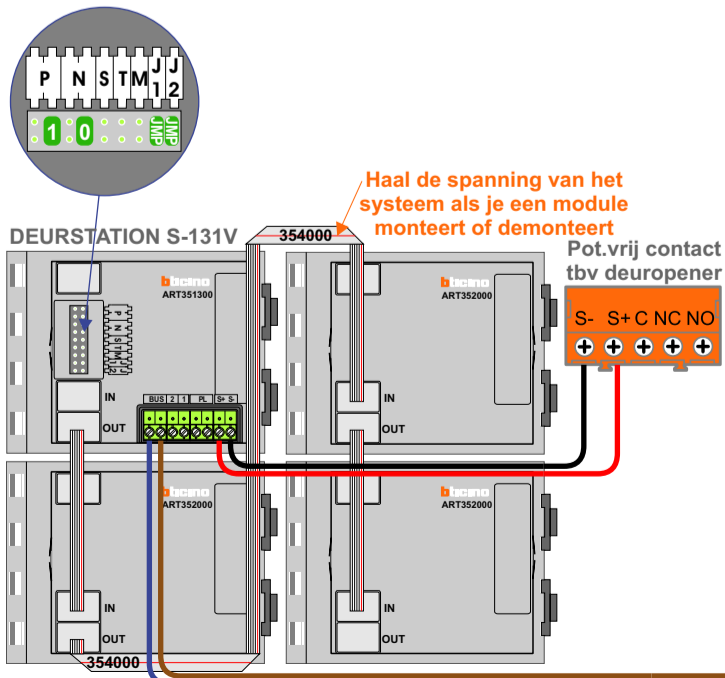 P N S T M J1 J2
1 0 JMP JMP
Haal de spanning van het
systeem als je een module
monteert of demonteert
DEURSTATION S-131V
354000
Pot.vrij contact
tbv deuropener
bticino
ART351300
bticino
ART352000
S- S+ C NC NO
P N S T M J1 J2
IN
OUT
BUS 2 1 PL S+ S-
IN
OUT
bticino
ART352000
bticino
ART352000
IN
OUT
IN
OUT
354000